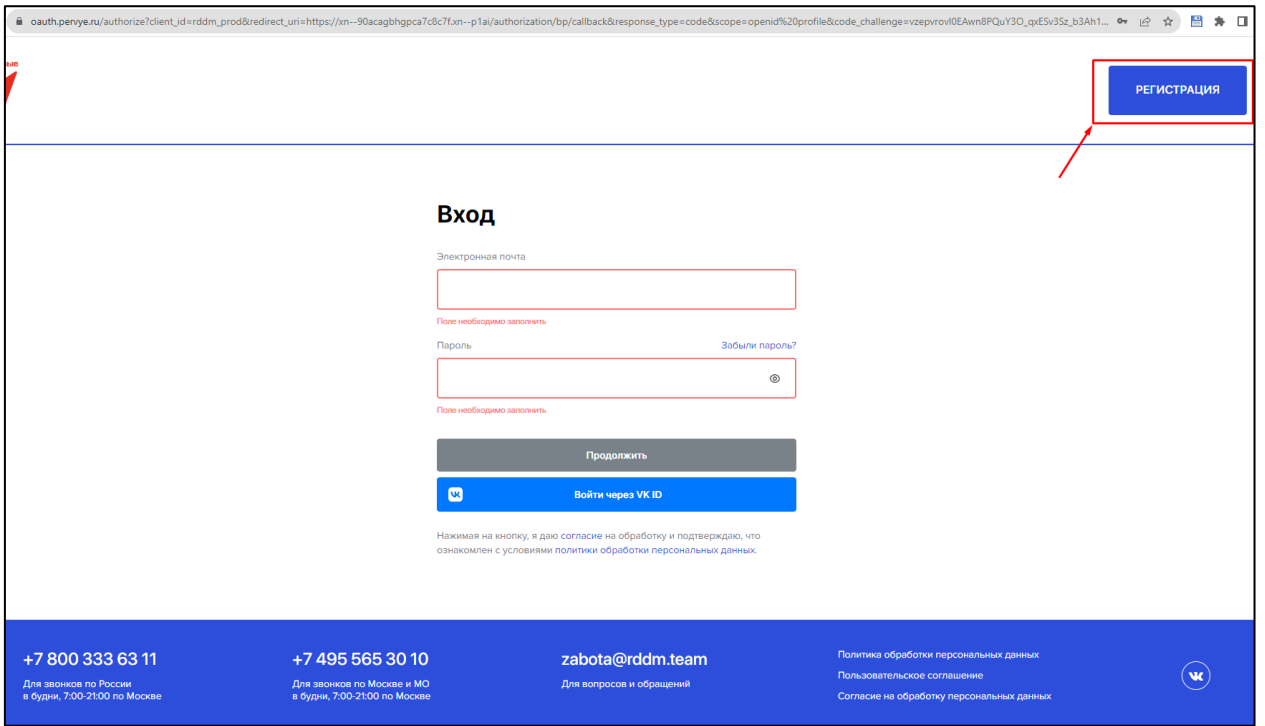 oauth.pervye.ru/authorize?client_id=rddm_prod&redirect_uri=https://xn--90acagbhgpca7c8c7f.xn--p1ai/authorization/bp/callback&response_type=code&scope=openid%20profile&code_challenge=vzepvrovl0EAwn8PQuY3O_qxESv3Sz_b3Ah1...
ые
РЕГИСТРАЦИЯ
Вход
Электронная почта
Поле необходимо заполнить
Пароль Забыли пароль?
Поле необходимо заполнить
Продолжить
Войти через VK ID
Нажимая на кнопку, я даю согласие на обработку и подтверждаю, что
ознакомлен с условиями политики обработки персональных данных.
+7 800 333 63 11
Для звонков по России
в будни, 7:00-21:00 по Москве
+7 495 565 30 10
Для звонков по Москве и МО
в будни, 7:00-21:00 по Москве
zabota@rddm.team
Для вопросов и обращений
Политика обработки персональных данных
Пользовательское соглашение
Согласие на обработку персональных данных